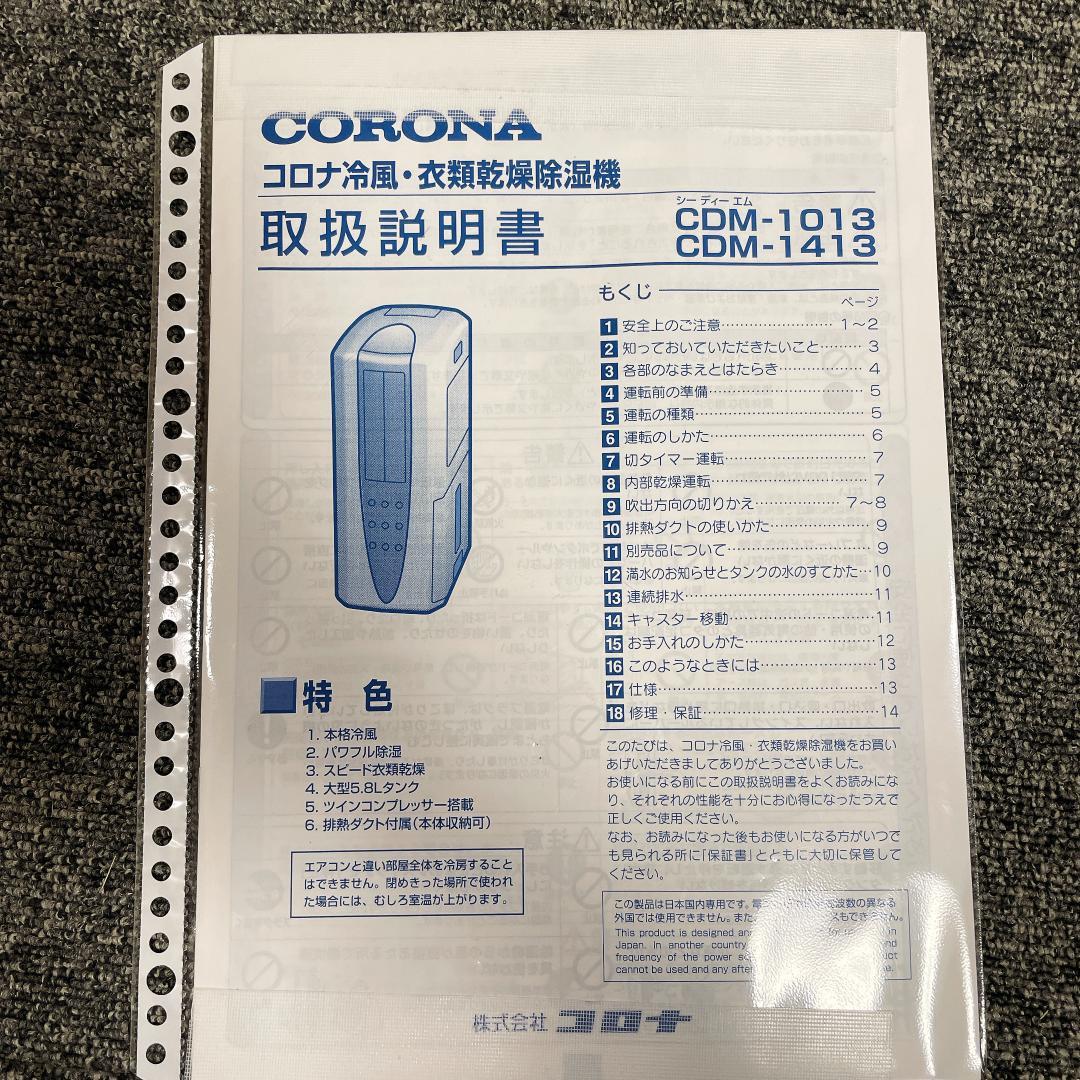 CORONA
コロナ冷風・衣類乾燥除湿機
取扱説明書
シー ディー エム
CDM-1013
CDM-1413
もくじ
ページ
1 安全上のご注意……………………1~2
2 知っておいていただきたいこと………3
3 各部のなまえとはたらき………………4
4 運転前の準備……………………………5
5 運転の種類………………………………5
6 運転のしかた……………………………6
7 切タイマー運転…………………………7
8 内部乾燥運転……………………………7
9 吹出方向の切りかえ………………7~8
10 排熱ダクトの使いかた…………………9
11 別売品について…………………………9
12 満水のお知らせとタンクの水のすてかた…10
13 連続排水…………………………………11
14 キャスター移動…………………………11
15 お手入れのしかた………………………12
16 このようなときには……………………13
17 仕様………………………………………13
18 修理・保証………………………………14
特 色
1. 本格冷風
2. パワフル除湿
3. スピード衣類乾燥
4. 大型5.8Lタンク
5. ツインコンプレッサー搭載
6. 排熱ダクト付属(本体収納可)
エアコンと違い部屋全体を冷房すること
はできません。閉めきった場所で使われ
た場合には、むしろ室温が上がります。
このたびは、コロナ冷風・衣類乾燥除湿機をお買い
あげいただきましてありがとうございました。
お使いになる前にこの取扱説明書をよくお読みにな
り、それぞれの性能を十分にお心得になったうえで
正しくご使用ください。
なお、お読みになった後もお使いになる方がいつで
も見られる所に「保証書」とともに大切に保管して
ください。
この製品は日本国内専用です。電 波数の異なる
外国では使用できません。また、 スもできません。
This product is designed and for in
Japan. In another country and
frequency of the power
cannot be used and any after
株式会社 コロナ